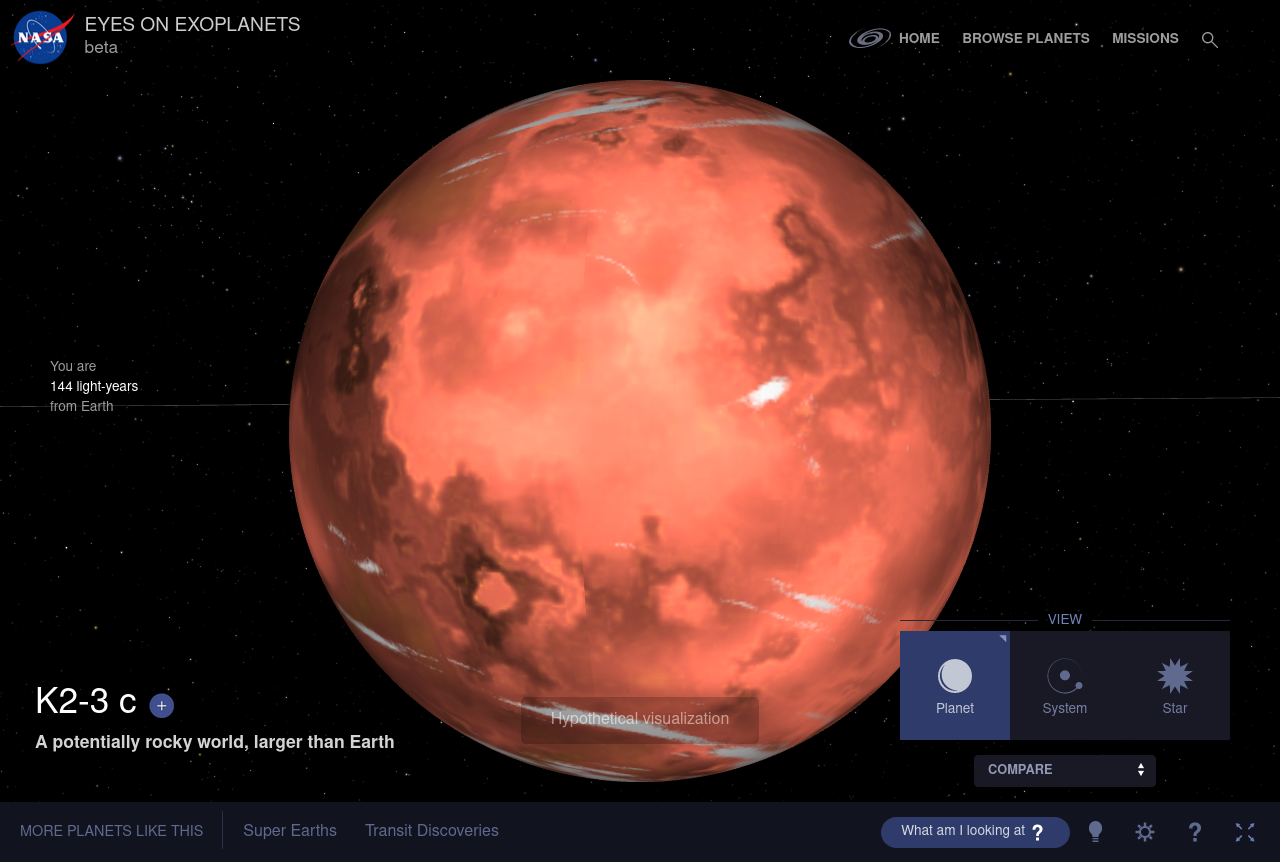 NASA
EYES ON EXOPLANETS
beta
HOME
BROWSE PLANETS
MISSIONS
You are
144 light-years
from Earth
VIEW
Planet
System
Star
K2-3 c +
A potentially rocky world, larger than Earth
Hypothetical visualization
COMPARE
MORE PLANETS LIKE THIS
Super Earths
Transit Discoveries
What am I looking at ?
?